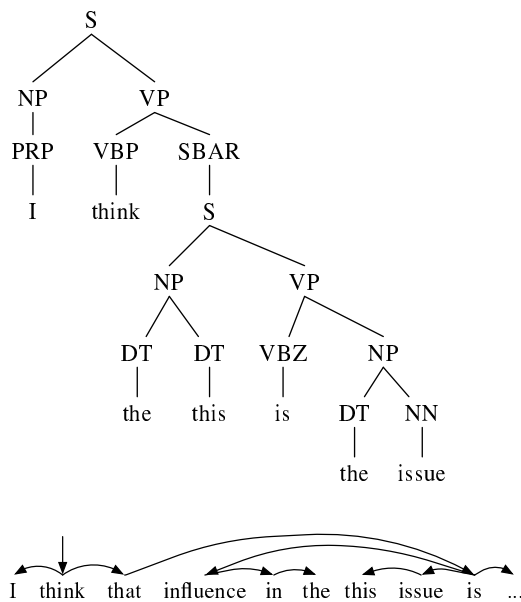 S
NP VP
PRP VBP SBAR
I think S
NP VP
DT DT VBZ NP
the this is DT NN
the issue
I think that influence in the this issue is ...